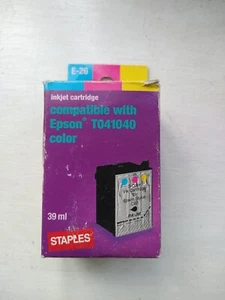 E-26
inkjet cartridge
compatible with
Epson® T041040
color
39 ml
STAPLES